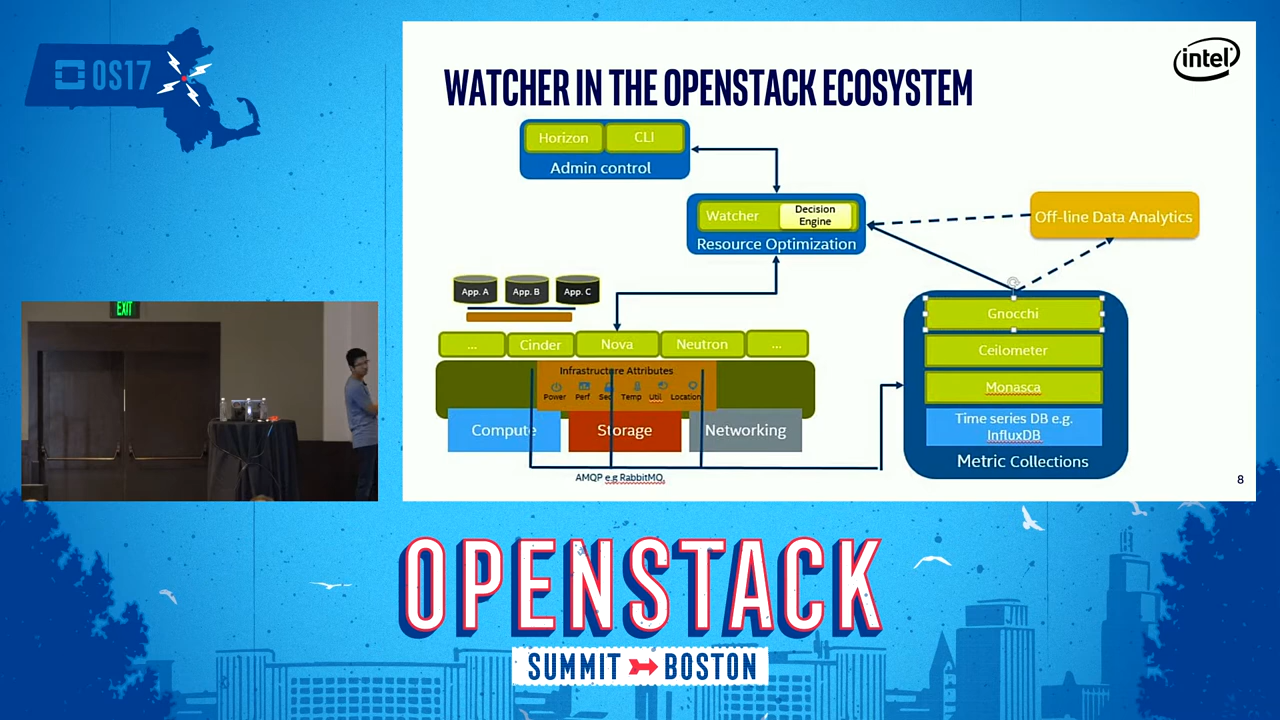 OS17
intel
WATCHER IN THE OPENSTACK ECOSYSTEM
Horizon
CLI
Admin control
Watcher
Decision
Engine
Resource Optimization
Off-line Data Analytics
App. A
App. B
App. C
...
Cinder
Nova
Neutron
...
Infrastructure Attributes
Power
Perf
Sec
Temp
Util.
Location
Compute
Storage
Networking
AMQP e.g RabbitMQ,
Gnocchi
Ceilometer
Monasca
Time series DB e.g.
InfluxDB
Metric Collections
8
EXIT
OPENSTACK
SUMMIT BOSTON